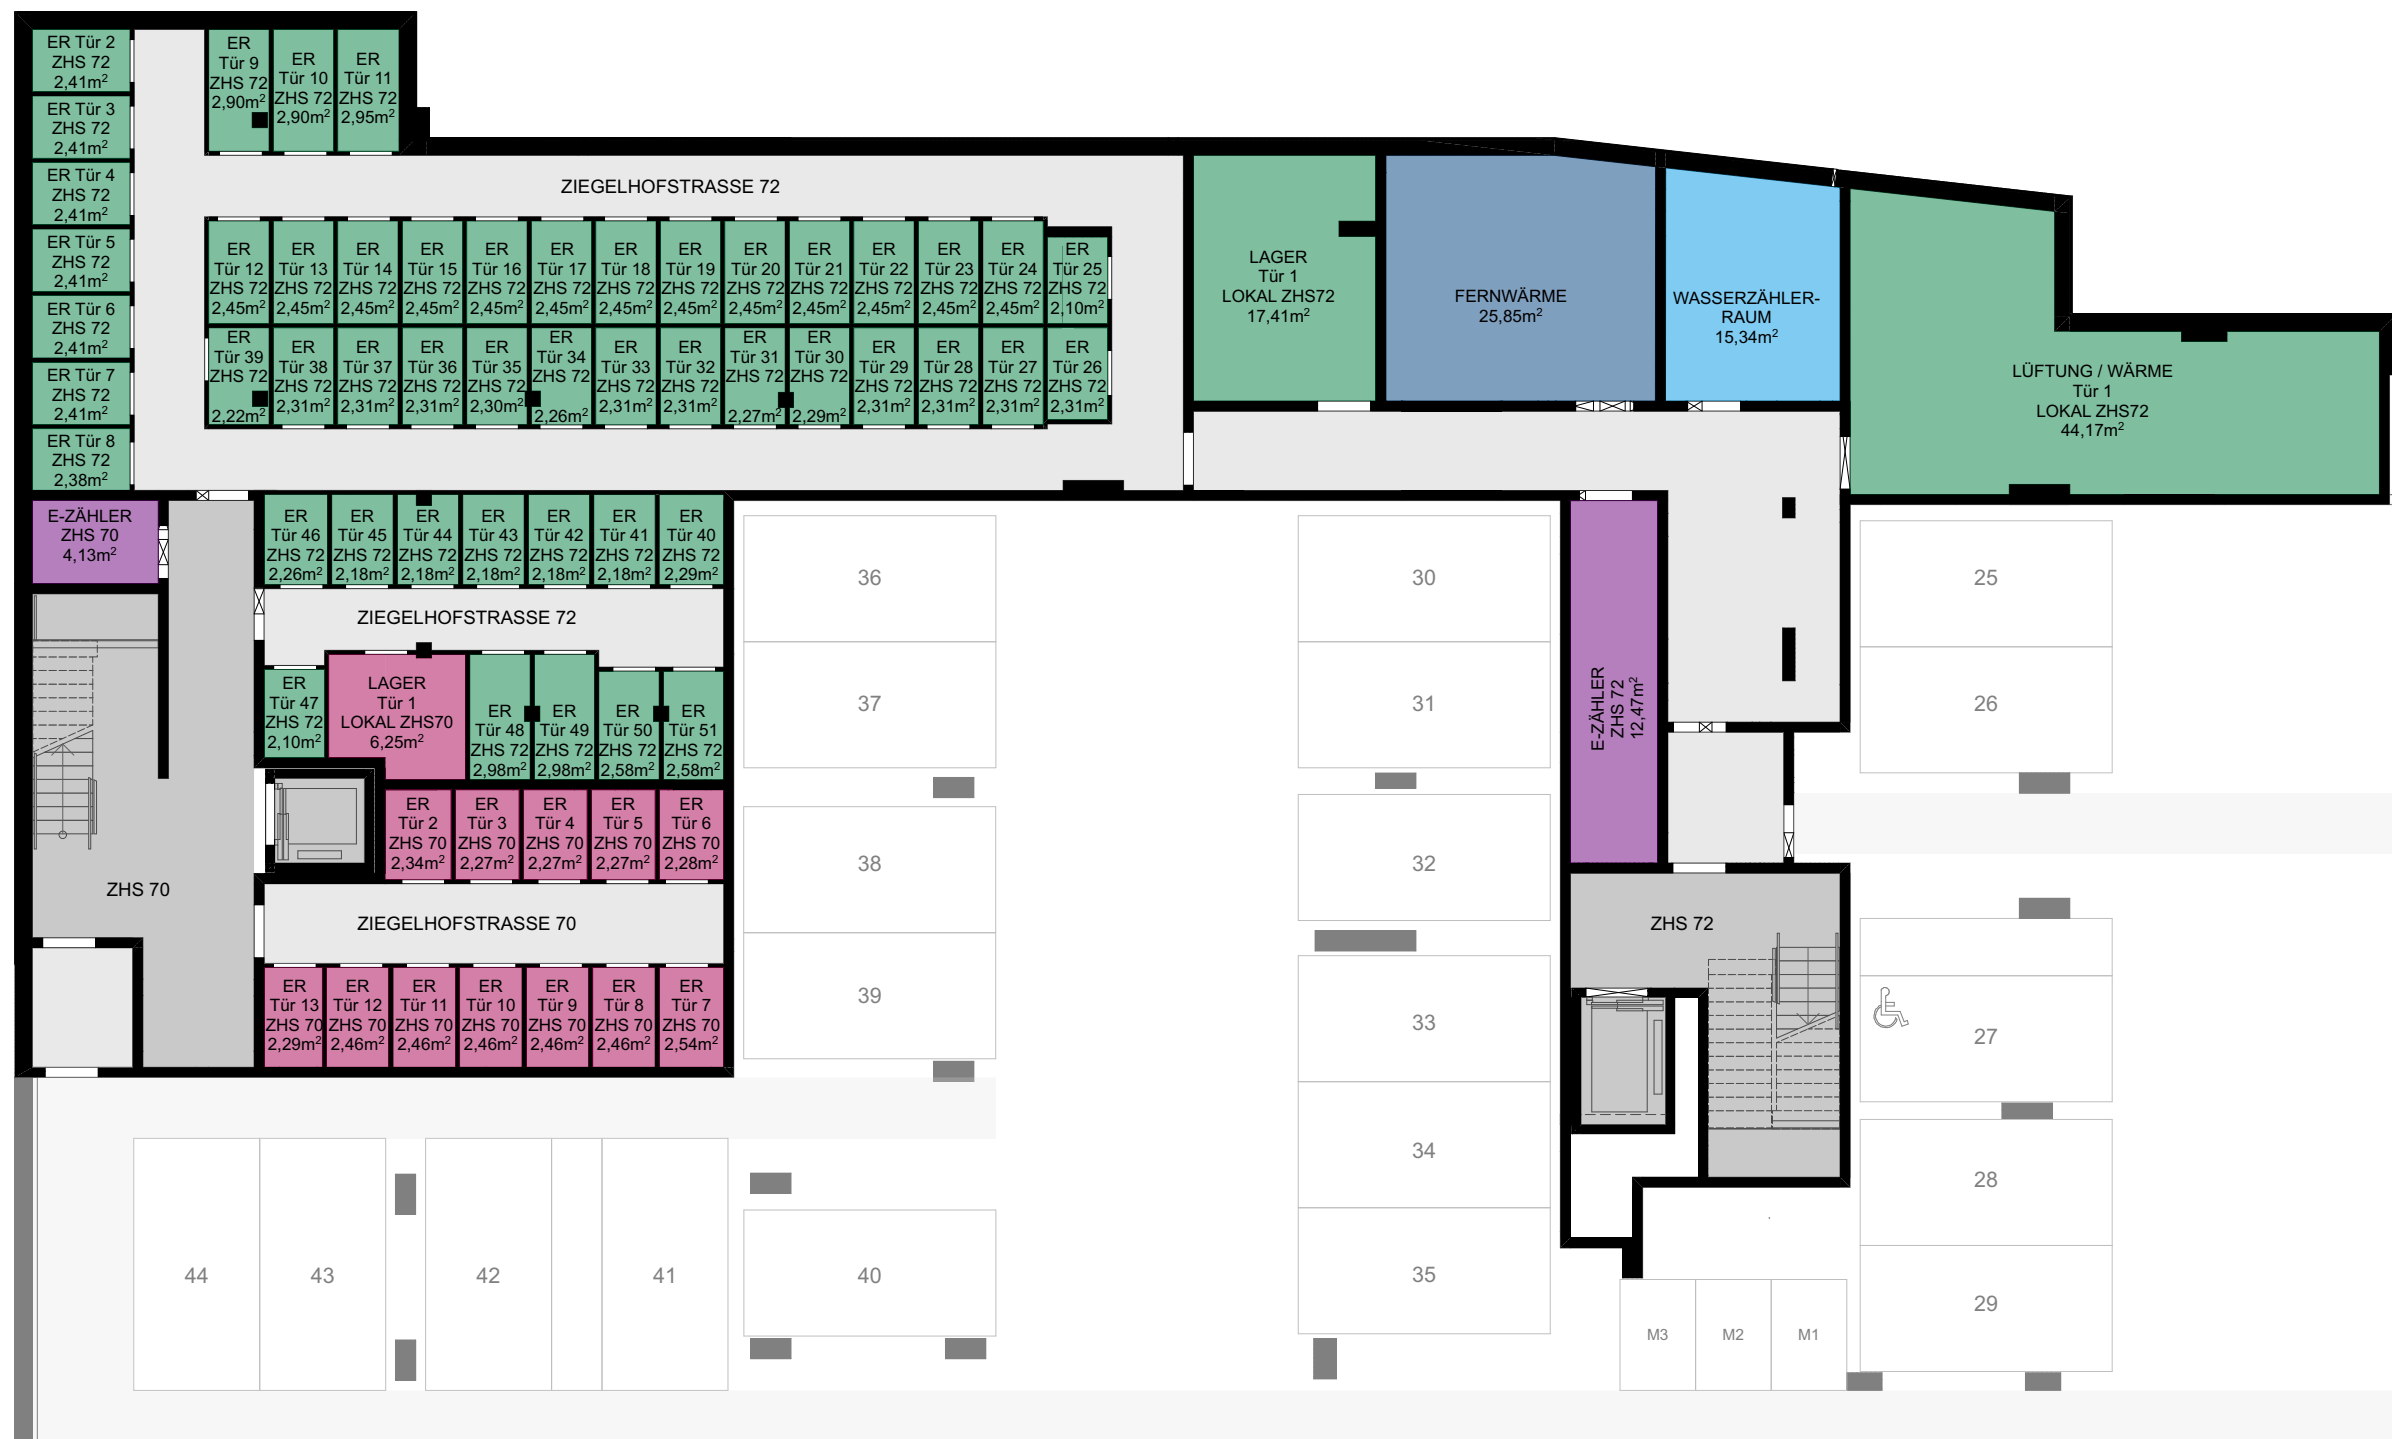 ER Tür 2
ZHS 72
2,41m²
ER Tür 3
ZHS 72
2,41m²
ER Tür 4
ZHS 72
2,41m²
ER Tür 5
ZHS 72
2,41m²
ER Tür 6
ZHS 72
2,41m²
ER Tür 7
ZHS 72
2,41m²
ER Tür 8
ZHS 72
2,38m²
ER
Tür 9
ZHS 72
2,90m²
ER
Tür 10
ZHS 72
2,90m²
ER
Tür 11
ZHS 72
2,95m²
ZIEGELHOFSTRASSE 72
ER
Tür 12
ZHS 72
2,45m²
ER
Tür 13
ZHS 72
2,45m²
ER
Tür 14
ZHS 72
2,45m²
ER
Tür 15
ZHS 72
2,45m²
ER
Tür 16
ZHS 72
2,45m²
ER
Tür 17
ZHS 72
2,45m²
ER
Tür 18
ZHS 72
2,45m²
ER
Tür 19
ZHS 72
2,45m²
ER
Tür 20
ZHS 72
2,45m²
ER
Tür 21
ZHS 72
2,45m²
ER
Tür 22
ZHS 72
2,45m²
ER
Tür 23
ZHS 72
2,45m²
ER
Tür 24
ZHS 72
2,45m²
ER
Tür 25
ZHS 72
2,10m²
ER
Tür 39
ZHS 72
2,22m²
ER
Tür 38
ZHS 72
2,31m²
ER
Tür 37
ZHS 72
2,31m²
ER
Tür 36
ZHS 72
2,31m²
ER
Tür 35
ZHS 72
2,30m²
ER
Tür 34
ZHS 72
2,26m²
ER
Tür 33
ZHS 72
2,31m²
ER
Tür 32
ZHS 72
2,31m²
ER
Tür 31
ZHS 72
2,27m²
ER
Tür 30
ZHS 72
2,29m²
ER
Tür 29
ZHS 72
2,31m²
ER
Tür 28
ZHS 72
2,31m²
ER
Tür 27
ZHS 72
2,31m²
ER
Tür 26
ZHS 72
2,31m²
LAGER
Tür 1
LOKAL ZHS72
17,41m²
FERNWÄRME
25,85m²
WASSERZÄHLER-
RAUM
15,34m²
LÜFTUNG / WÄRME
Tür 1
LOKAL ZHS72
44,17m²
E-ZÄHLER
ZHS 70
4,13m²
ER
Tür 46
ZHS 72
2,26m²
ER
Tür 45
ZHS 72
2,18m²
ER
Tür 44
ZHS 72
2,18m²
ER
Tür 43
ZHS 72
2,18m²
ER
Tür 42
ZHS 72
2,18m²
ER
Tür 41
ZHS 72
2,18m²
ER
Tür 40
ZHS 72
2,29m²
ZIEGELHOFSTRASSE 72
ER
Tür 47
ZHS 72
2,10m²
LAGER
Tür 1
LOKAL ZHS70
6,25m²
ER
Tür 48
ZHS 72
2,98m²
ER
Tür 49
ZHS 72
2,98m²
ER
Tür 50
ZHS 72
2,58m²
ER
Tür 51
ZHS 72
2,58m²
ER
Tür 2
ZHS 70
2,34m²
ER
Tür 3
ZHS 70
2,27m²
ER
Tür 4
ZHS 70
2,27m²
ER
Tür 5
ZHS 70
2,27m²
ER
Tür 6
ZHS 70
2,28m²
ZHS 70
ZIEGELHOFSTRASSE 70
ER
Tür 13
ZHS 70
2,29m²
ER
Tür 12
ZHS 70
2,46m²
ER
Tür 11
ZHS 70
2,46m²
ER
Tür 10
ZHS 70
2,46m²
ER
Tür 9
ZHS 70
2,46m²
ER
Tür 8
ZHS 70
2,46m²
ER
Tür 7
ZHS 70
2,54m²
E-ZÄHLER
ZHS 72
12,47m²
ZHS 72
36
37
38
39
30
31
32
33
34
35
25
26
27
28
29
44
43
42
41
40
M3
M2
M1